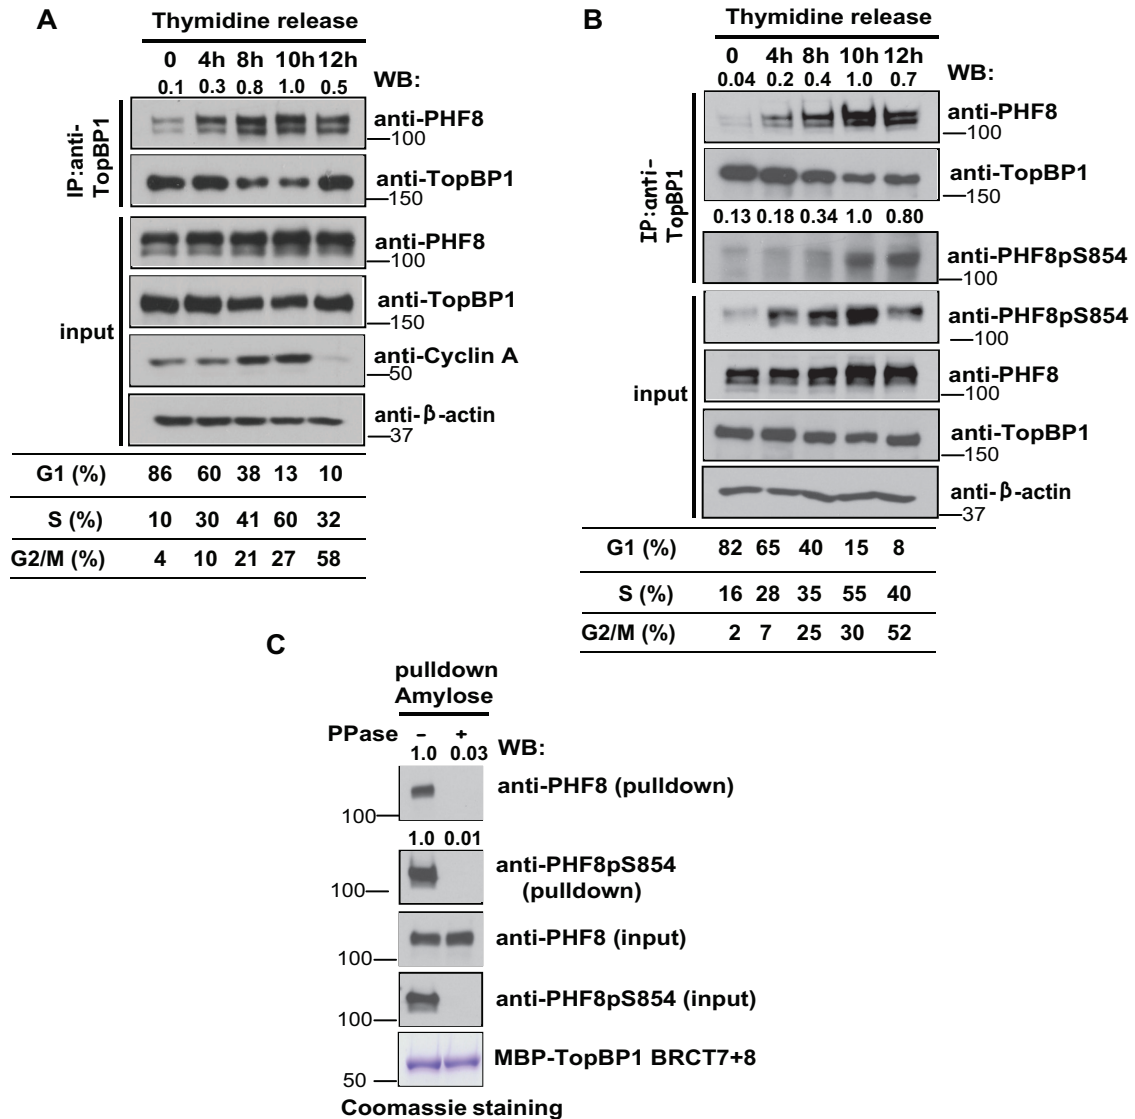 A
Thymidine release
0 4h 8h 10h 12h
0.1 0.3 0.8 1.0 0.5 WB:
IP:anti-
TopBP1
anti-PHF8
100
anti-TopBP1
150
input
anti-PHF8
100
anti-TopBP1
150
anti-Cyclin A
50
anti-β-actin
37
G1 (%) 86 60 38 13 10
S (%) 10 30 41 60 32
G2/M (%) 4 10 21 27 58
B
Thymidine release
0 4h 8h 10h 12h
0.04 0.2 0.4 1.0 0.7 WB:
IP:anti-
TopBP1
anti-PHF8
100
anti-TopBP1
150
0.13 0.18 0.34 1.0 0.80
anti-PHF8pS854
100
input
anti-PHF8pS854
100
anti-PHF8
100
anti-TopBP1
150
anti-β-actin
37
G1 (%) 82 65 40 15 8
S (%) 16 28 35 55 40
G2/M (%) 2 7 25 30 52
C
pulldown
Amylose
PPase - +
1.0 0.03 WB:
anti-PHF8 (pulldown)
100
1.0 0.01
anti-PHF8pS854
(pulldown)
100
anti-PHF8 (input)
100
anti-PHF8pS854 (input)
100
MBP-TopBP1 BRCT7+8
50
Coomassie staining